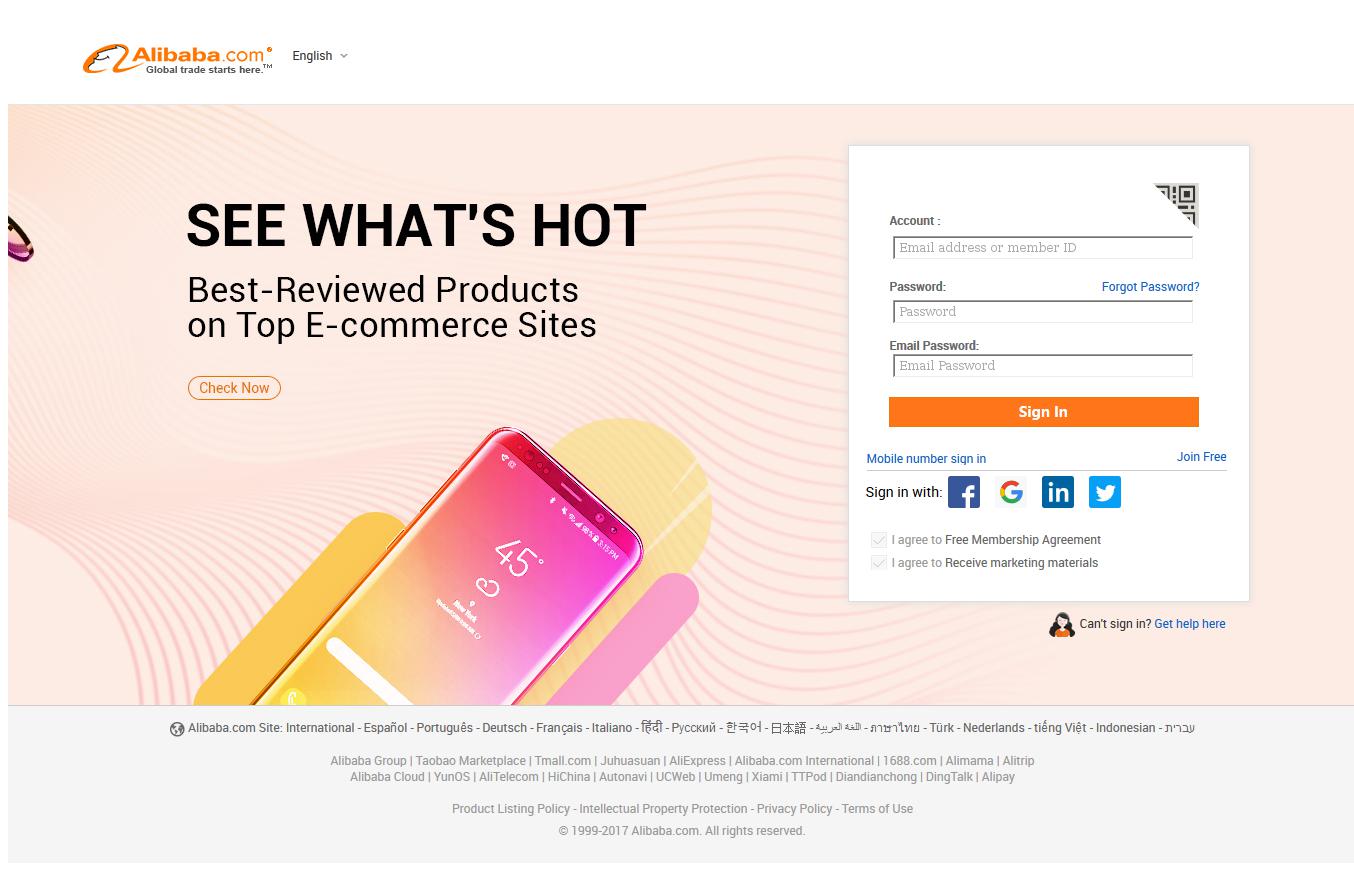 Alibaba.com
Global trade starts here.™
English
SEE WHAT'S HOT
Best-Reviewed Products
on Top E-commerce Sites
Check Now
45°
New York
Account :
Email address or member ID
Password:
Forgot Password?
Password
Email Password:
Email Password
Sign In
Mobile number sign in
Join Free
Sign in with:
I agree to Free Membership Agreement
I agree to Receive marketing materials
Can't sign in? Get help here
Alibaba.com Site: International - Español - Português - Deutsch - Français - Italiano - हिंदी - Русский - 한국어 - 日本語 - اللغة العربية - ภาษาไทย - Türk - Nederlands - tiếng Việt - Indonesian - עברית
Alibaba Group | Taobao Marketplace | Tmall.com | Juhuasuan | AliExpress | Alibaba.com International | 1688.com | Alimama | Alitrip
Alibaba Cloud | YunOS | AliTelecom | HiChina | Autonavi | UCWeb | Umeng | Xiami | TTPod | Diandianchong | DingTalk | Alipay
Product Listing Policy - Intellectual Property Protection - Privacy Policy - Terms of Use
© 1999-2017 Alibaba.com. All rights reserved.